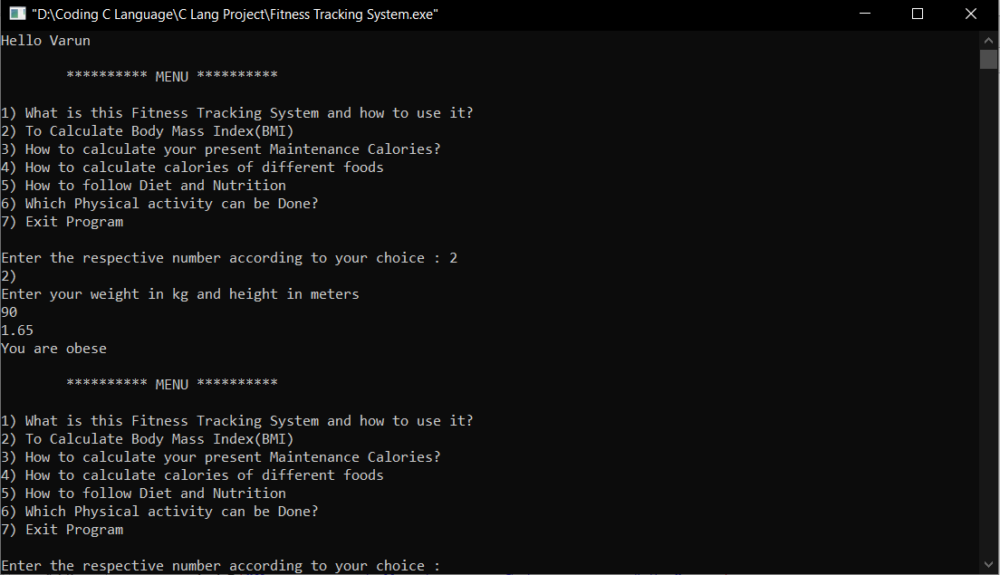 "D:\Coding C Language\C Lang Project\Fitness Tracking System.exe"
Hello Varun
********** MENU **********
1) What is this Fitness Tracking System and how to use it?
2) To Calculate Body Mass Index(BMI)
3) How to calculate your present Maintenance Calories?
4) How to calculate calories of different foods
5) How to follow Diet and Nutrition
6) Which Physical activity can be Done?
7) Exit Program
Enter the respective number according to your choice : 2
2)
Enter your weight in kg and height in meters
90
1.65
You are obese
********** MENU **********
1) What is this Fitness Tracking System and how to use it?
2) To Calculate Body Mass Index(BMI)
3) How to calculate your present Maintenance Calories?
4) How to calculate calories of different foods
5) How to follow Diet and Nutrition
6) Which Physical activity can be Done?
7) Exit Program
Enter the respective number according to your choice :